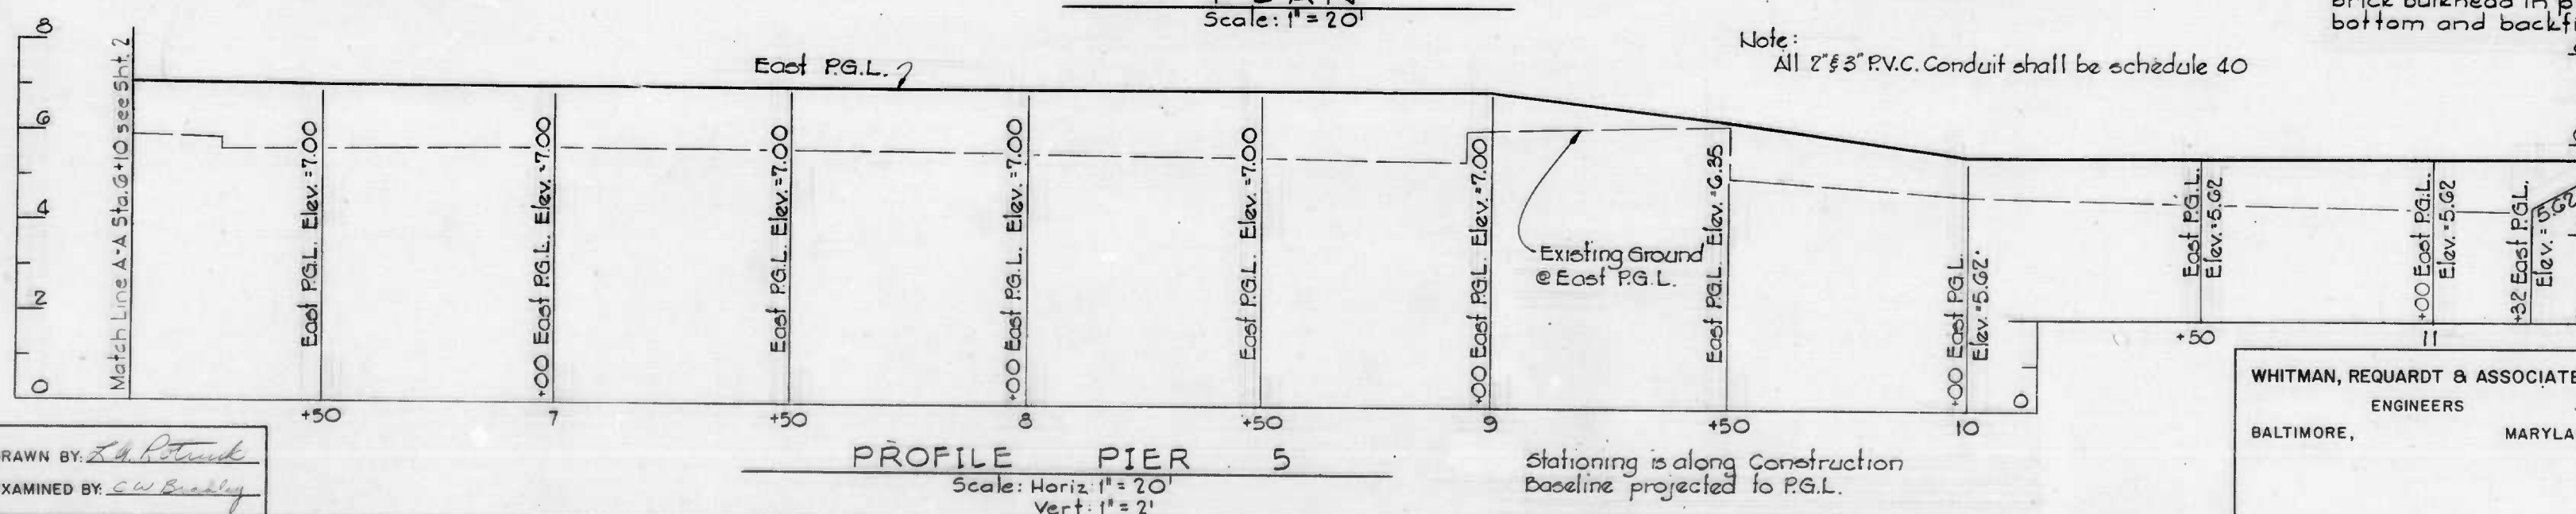 Scale: 1" = 20'
bottom and backfi
Note:
All 2" & 3" P.V.C. Conduit shall be schedule 40
East P.G.L.
8
6
4
2
0
Match Line A-A Sta. 6+10 see Sht. 2
East P.G.L. Elev. =7.00
+00 East P.G.L. Elev. =7.00
East P.G.L. Elev. =7.00
+00 East P.G.L. Elev. =7.00
East P.G.L. Elev. =7.00
+00 East P.G.L. Elev. =7.00
East P.G.L. Elev. =6.35
+00 East P.G.L.
Elev. =5.62
East P.G.L.
Elev. =5.62
+00 East P.G.L.
Elev. =5.62
+32 East P.G.L.
Elev. =5.62
Existing Ground
@ East P.G.L.
0
+50 7 +50 8 +50 9 +50 10 +50 11
PROFILE PIER 5
Scale: Horiz: 1" = 20'
Vert: 1" = 2'
Stationing is along Construction
Baseline projected to P.G.L.
RAWN BY:
XAMINED BY: CW Bradley
WHITMAN, REQUARDT & ASSOCIATE
ENGINEERS
BALTIMORE, MARYLA